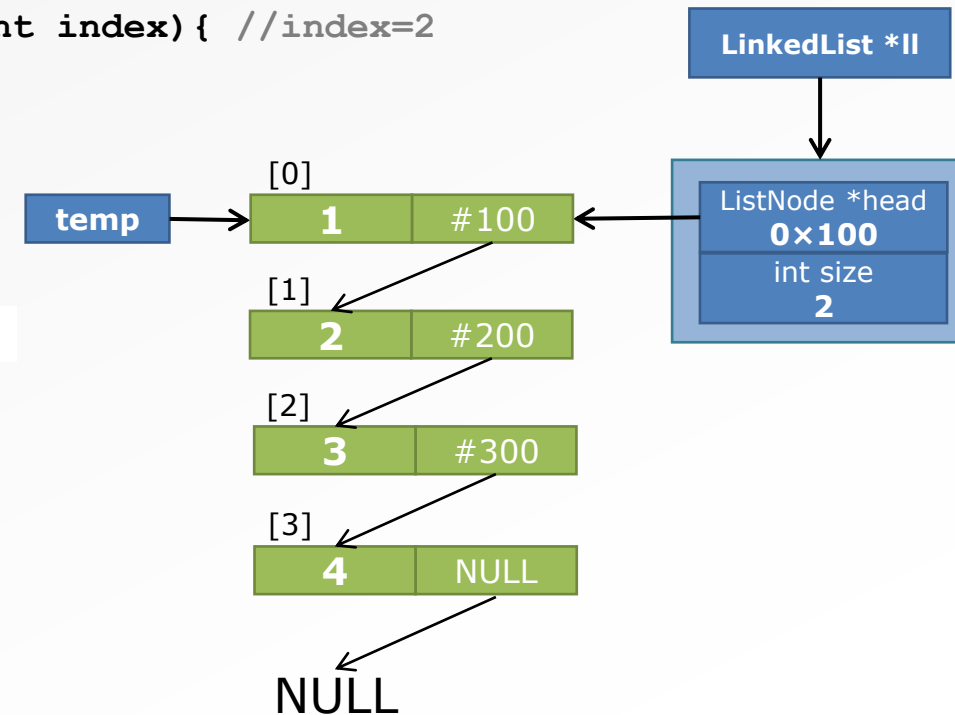 nt index){ //index=2
LinkedList *ll
[0]
temp
1 #100
ListNode *head
0×100
int size
2
[1]
2 #200
[2]
3 #300
[3]
4 NULL
NULL